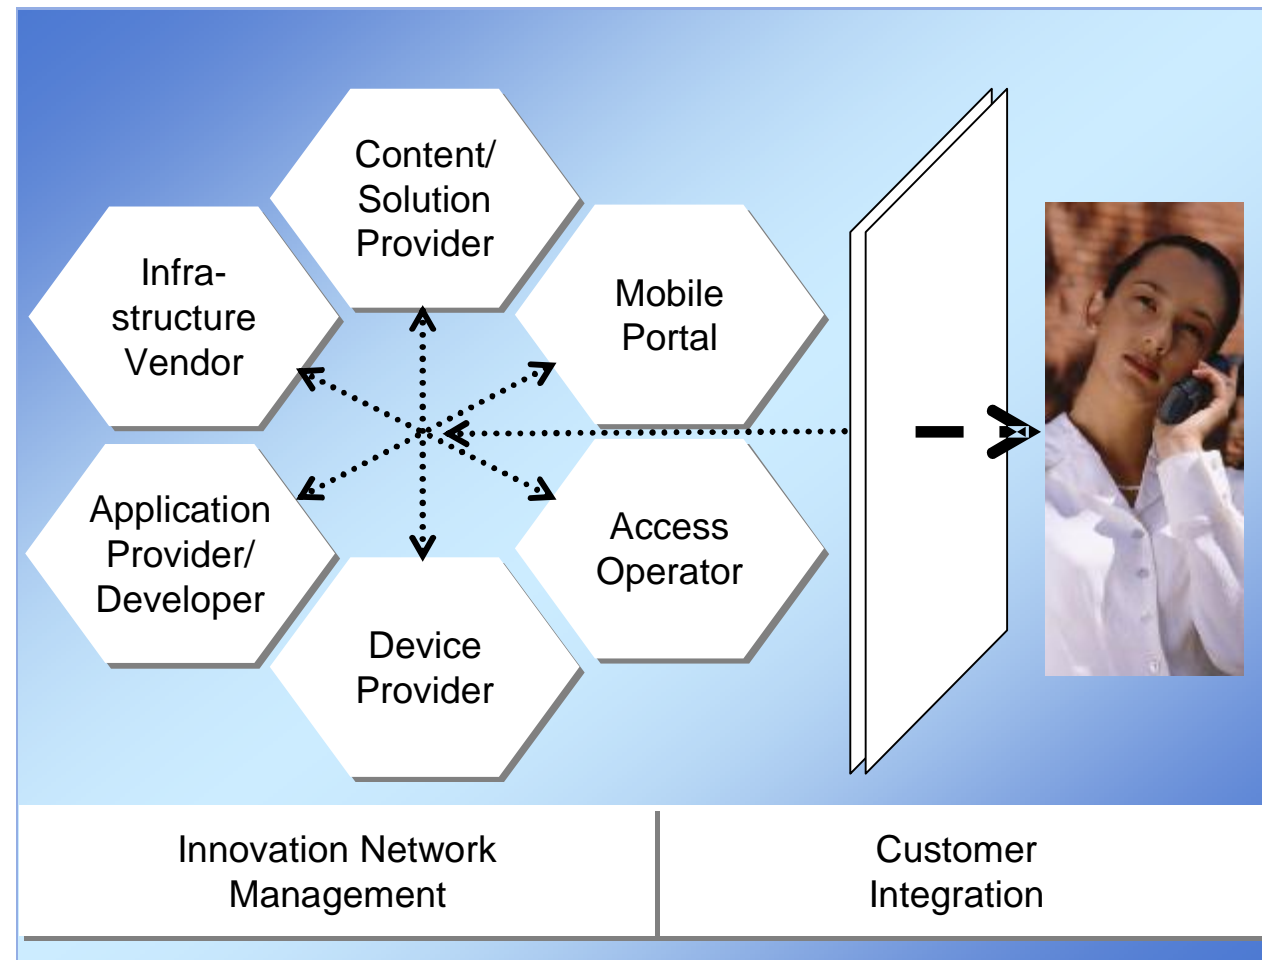 Content/
Solution
Provider
Infra-
structure
Vendor
Mobile
Portal
Application
Provider/
Developer
Access
Operator
Device
Provider
Innovation Network
Management
Customer
Integration